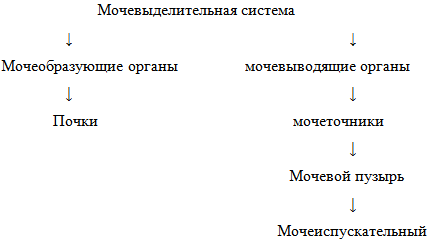 Мочевыделительная система
↓ ↓
Мочеобразующие органы мочевыводящие органы
↓ ↓
Почки мочеточники
↓
Мочевой пузырь
↓
Мочеиспускательный